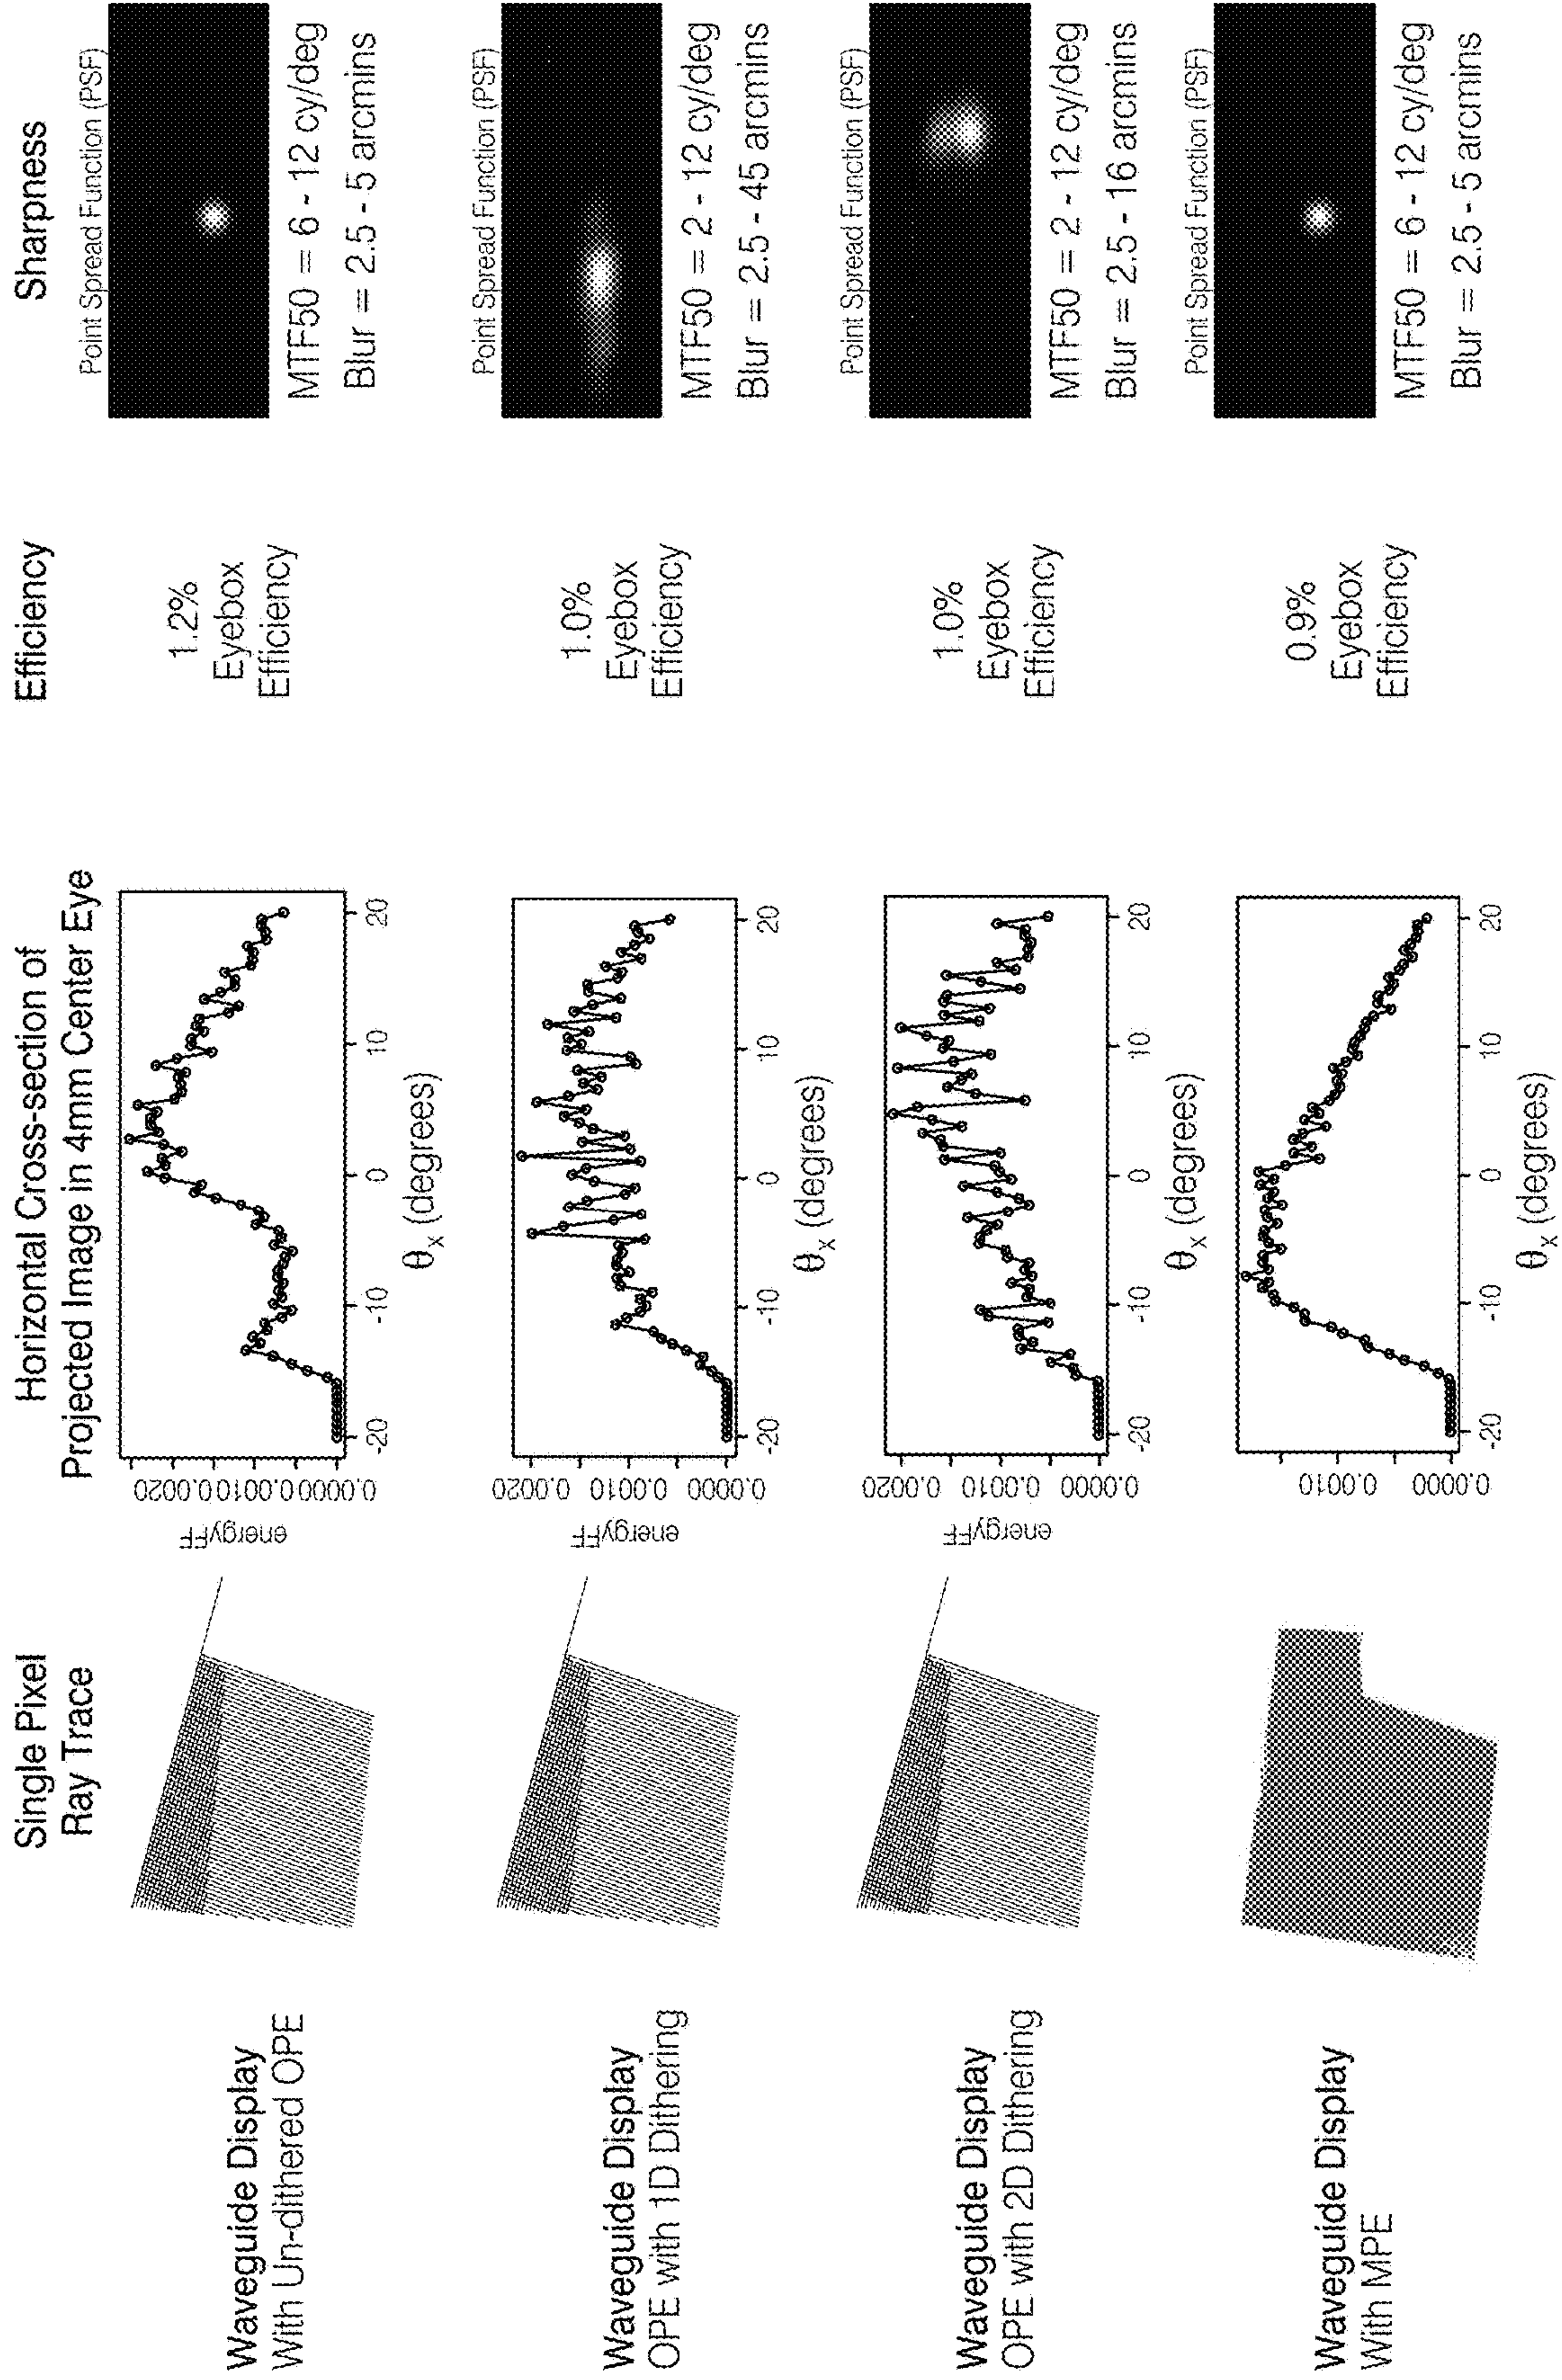 Single Pixel
Ray Trace
Horizontal Cross-section of
Projected Image in 4mm Center Eye
Efficiency
Sharpness
Waveguide Display
With Un-dithered OPE
energyFF
0.0000 0.0010 0.0010 0.0020
-20 -10 0 10 20
θx (degrees)
1.2%
Eyebox
Efficiency
Point Spread Function (PSF)
MTF50 = 6 - 12 cy/deg
Blur = 2.5 - 5 arcmins
Waveguide Display
OPE with 1D Dithering
energyFF
0.0000 0.0010 0.0020
-20 -10 0 10 20
θx (degrees)
1.0%
Eyebox
Efficiency
Point Spread Function (PSF)
MTF50 = 2 - 12 cy/deg
Blur = 2.5 - 45 arcmins
Waveguide Display
OPE with 2D Dithering
energyFF
0.0000 0.0010 0.0020
-20 -10 0 10 20
θx (degrees)
1.0%
Eyebox
Efficiency
Point Spread Function (PSF)
MTF50 = 2 - 12 cy/deg
Blur = 2.5 - 16 arcmins
Waveguide Display
With MPE
0.0000 0.0010
-20 -10 0 10 20
θx (degrees)
0.9%
Eyebox
Efficiency
Point Spread Function (PSF)
MTF50 = 6 - 12 cy/deg
Blur = 2.5 - 5 arcmins